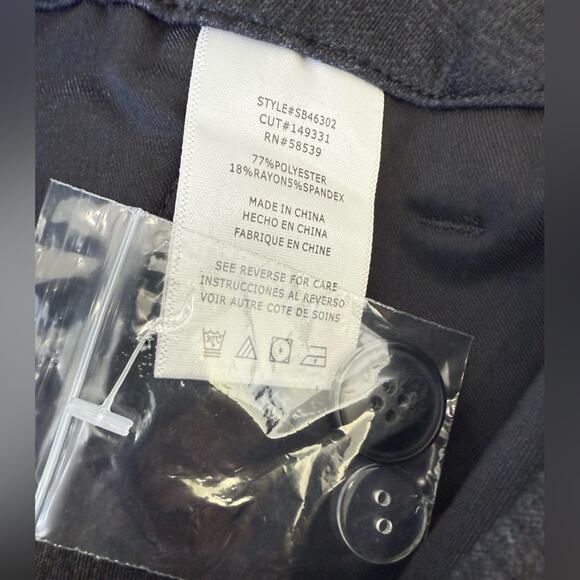 STYLE#SB46302
CUT#149331
RN#58539
77%POLYESTER
18%RAYON5%SPANDEX
MADE IN CHINA
HECHO EN CHINA
FABRIQUE EN CHINE
SEE REVERSE FOR CARE
INSTRUCCIONES AL REVERSO
VOIR AUTRE COTE DE SOINS
30℃